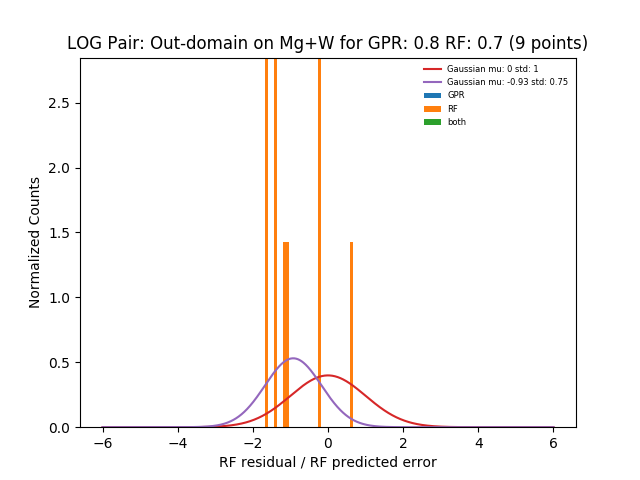 LOG Pair: Out-domain on Mg+W for GPR: 0.8 RF: 0.7 (9 points)
Gaussian mu: 0 std: 1
Gaussian mu: -0.93 std: 0.75
GPR
RF
both
Normalized Counts
2.5
2.0
1.5
1.0
0.5
0.0
−6 −4 −2 0 2 4 6
RF residual / RF predicted error